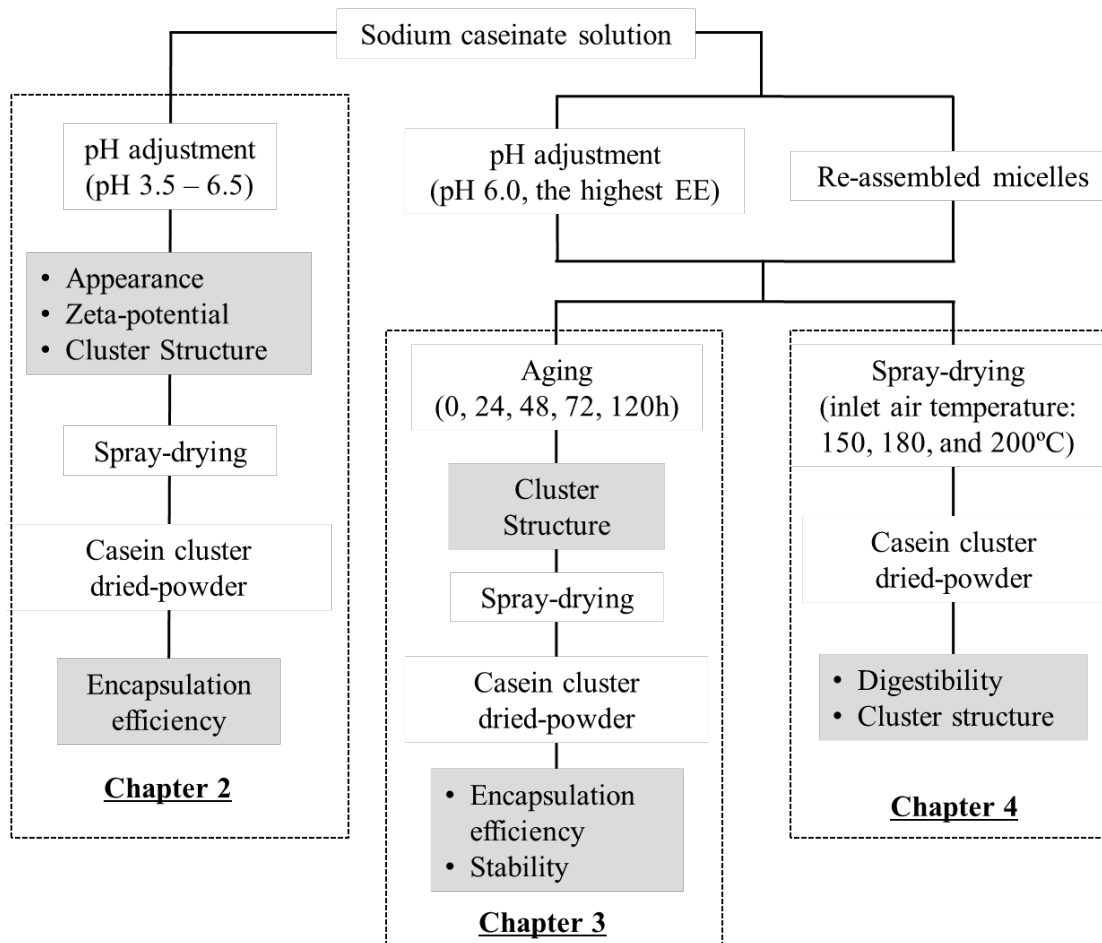 Sodium caseinate solution
pH adjustment
(pH 3.5 – 6.5)
• Appearance
• Zeta-potential
• Cluster Structure
Spray-drying
Casein cluster
dried-powder
Encapsulation
efficiency
Chapter 2
pH adjustment
(pH 6.0, the highest EE)
Re-assembled micelles
Aging
(0, 24, 48, 72, 120h)
Cluster
Structure
Spray-drying
Casein cluster
dried-powder
• Encapsulation
efficiency
• Stability
Chapter 3
Spray-drying
(inlet air temperature:
150, 180, and 200ºC)
Casein cluster
dried-powder
• Digestibility
• Cluster structure
Chapter 4